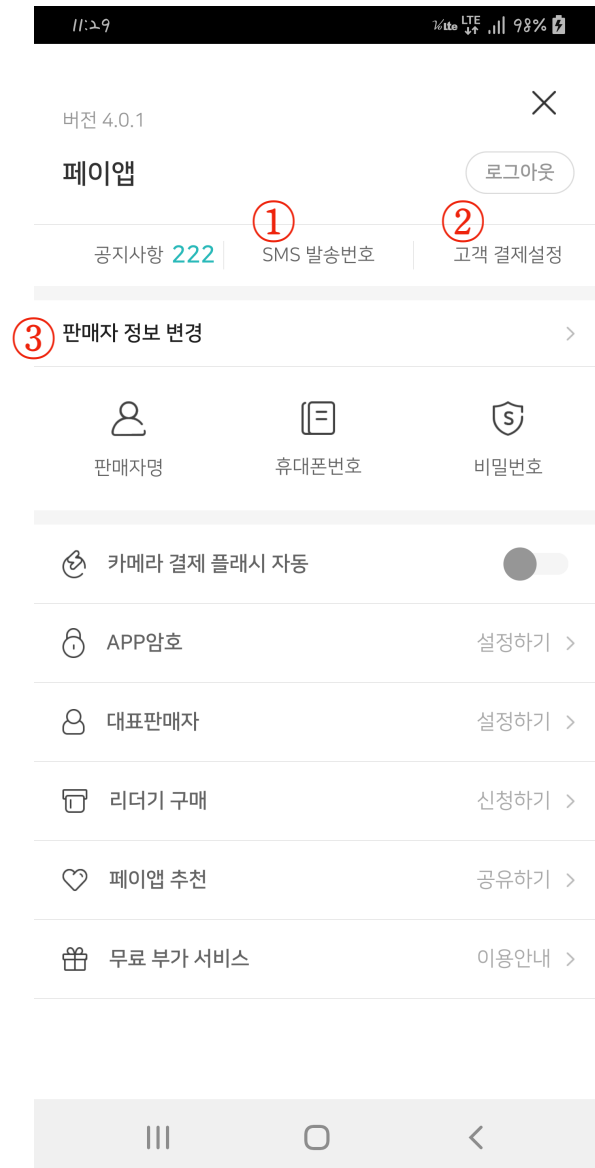 11:29 LTE 98%
버전 4.0.1
페이앱 로그아웃
① ②
공지사항 222 SMS 발송번호 고객 결제설정
③ 판매자 정보 변경
판매자명 휴대폰번호 비밀번호
카메라 결제 플래시 자동
APP암호 설정하기
대표판매자 설정하기
리더기 구매 신청하기
페이앱 추천 공유하기
무료 부가 서비스 이용안내